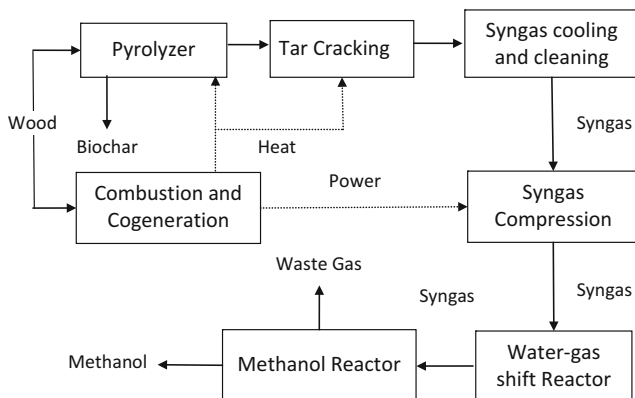 Pyrolyzer
Tar Cracking
Syngas cooling
and cleaning
Wood
Biochar
Heat
Syngas
Combustion and
Cogeneration
Power
Syngas
Compression
Waste Gas
Syngas
Syngas
Methanol
Methanol Reactor
Water-gas
shift Reactor